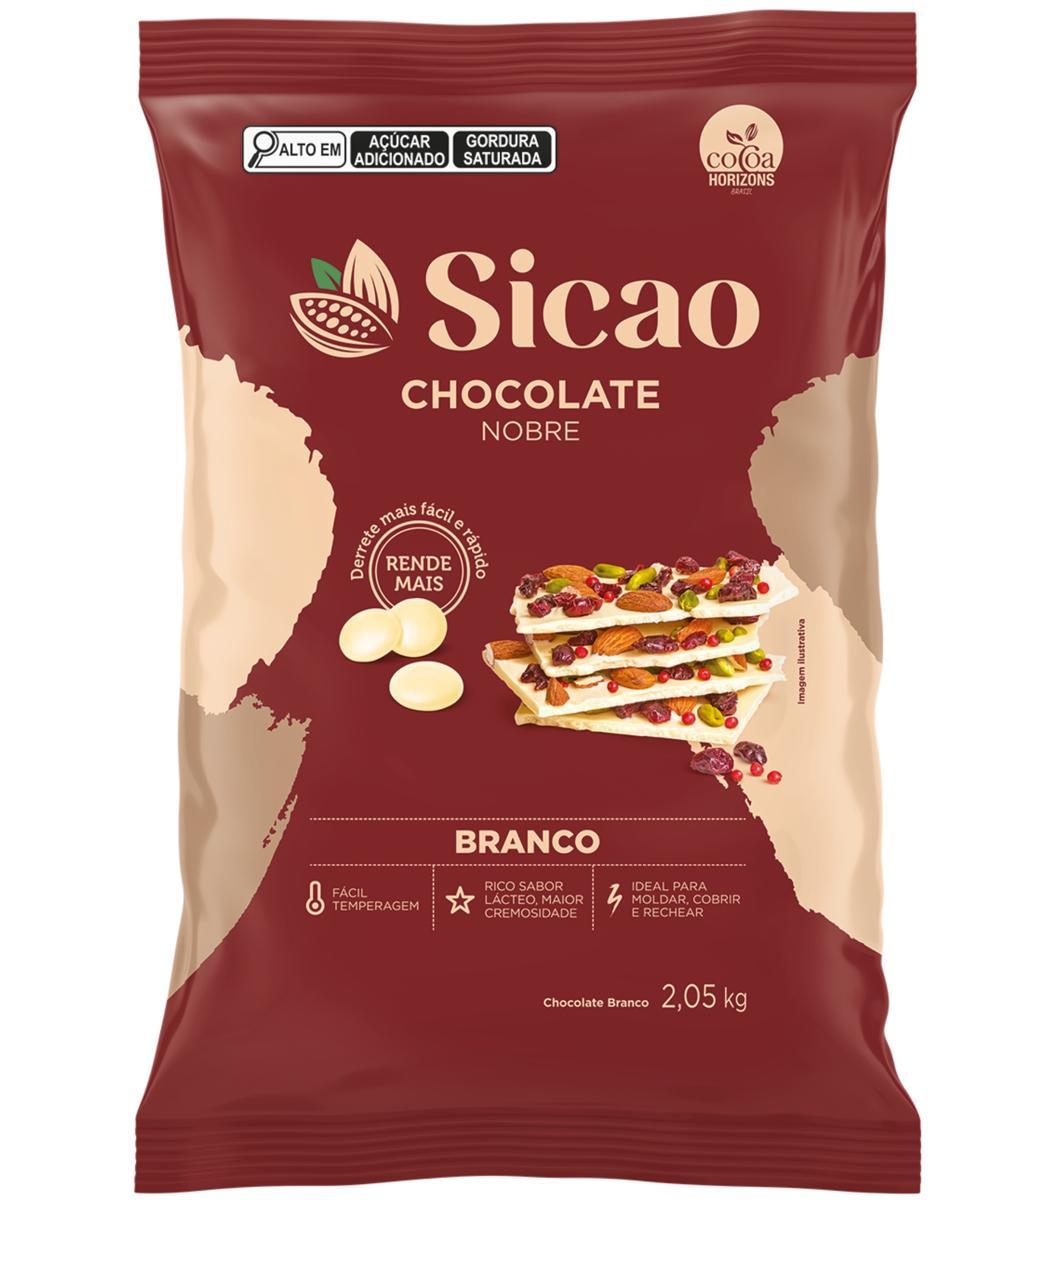 ALTO EM
AÇÚCAR
ADICIONADO
GORDURA
SATURADA
cocoa
HORIZONS
BRASIL
Sicao
CHOCOLATE
NOBRE
Derrete mais fácil e rápido
RENDE
MAIS
Imagem ilustrativa
BRANCO
FÁCIL
TEMPERAGEM
RICO SABOR
LÁCTEO, MAIOR
CREMOSIDADE
IDEAL PARA
MOLDAR, COBRIR
E RECHEAR
Chocolate Branco 2,05 kg